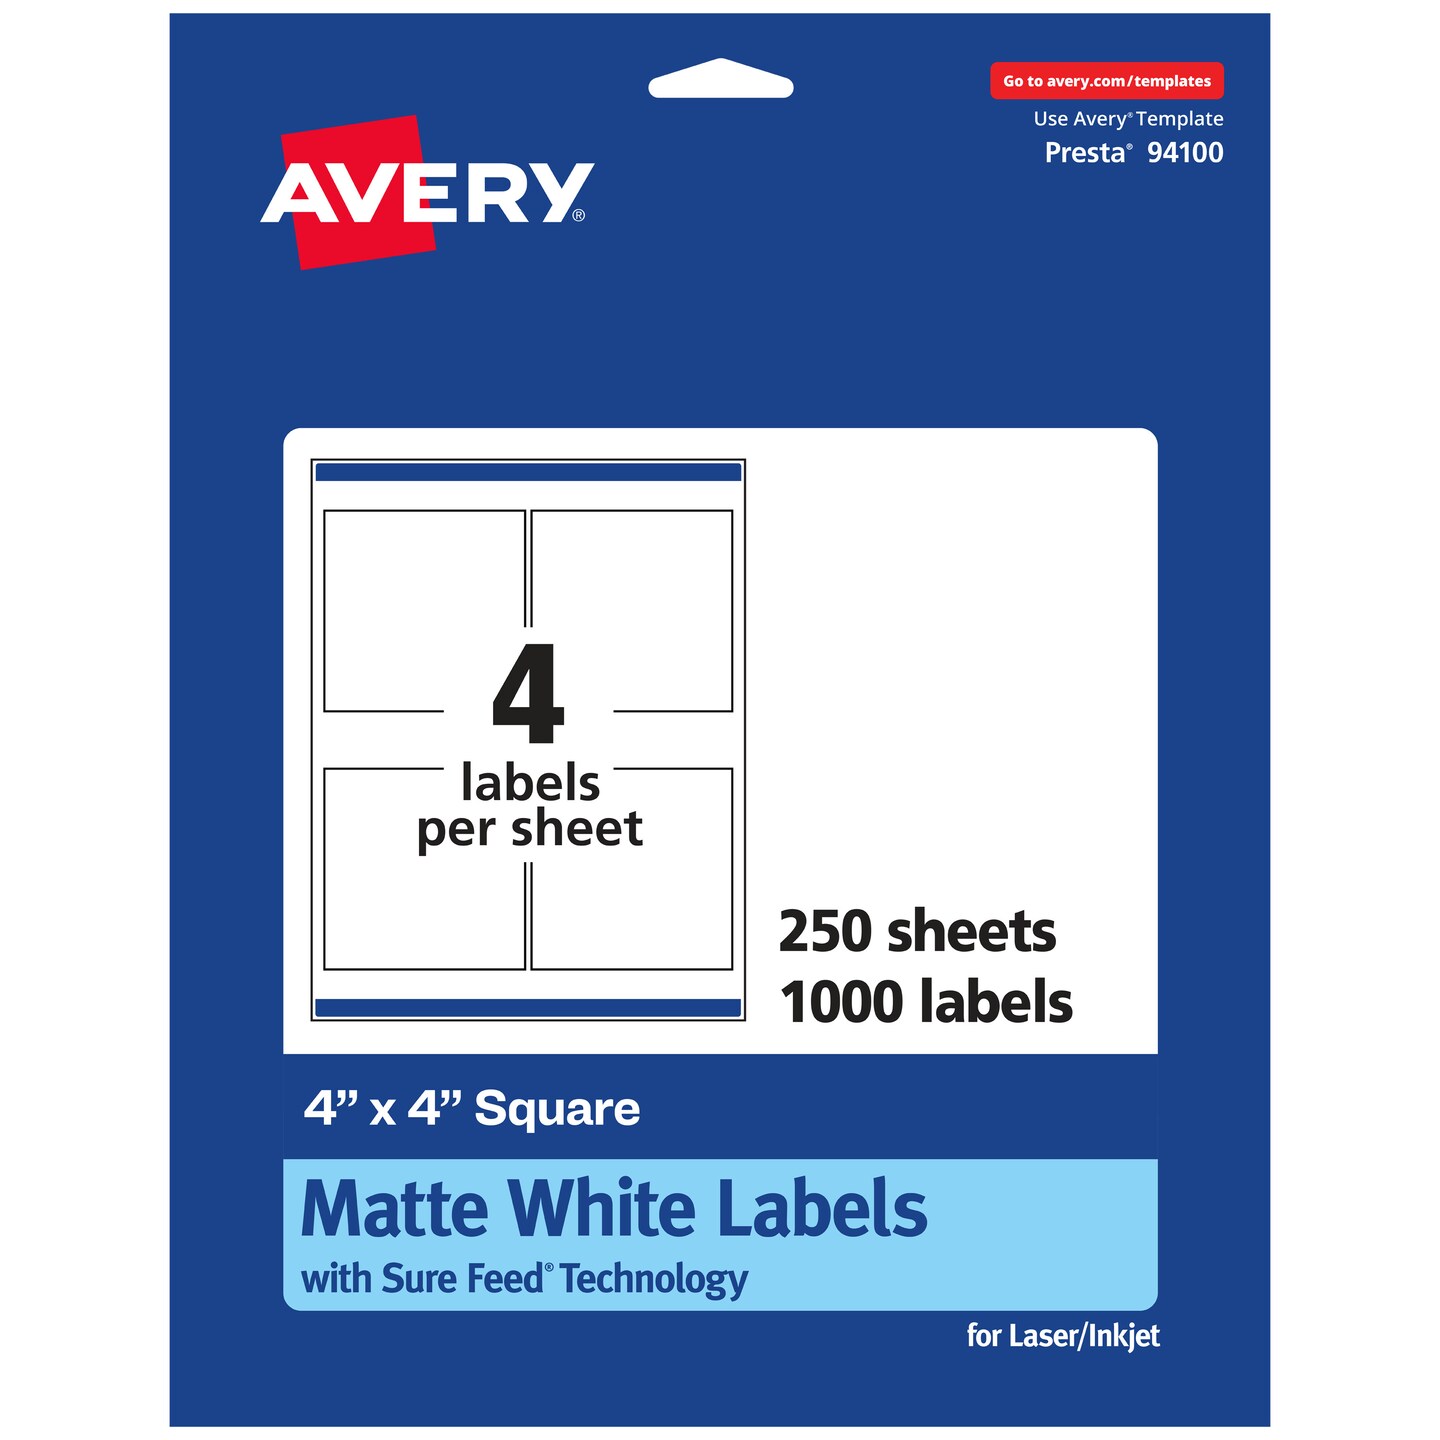 Go to avery.com/templates
Use Avery® Template
Presta® 94100
AVERY®
4
labels
per sheet
250 sheets
1000 labels
4” x 4” Square
Matte White Labels
with Sure Feed® Technology
for Laser/Inkjet